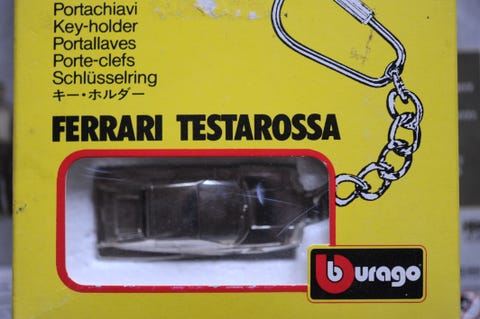 Portachiavi
Key-holder
Portallaves
Porte-clefs
Schlüsselring
キー・ホルダー
FERRARI TESTAROSSA
burago